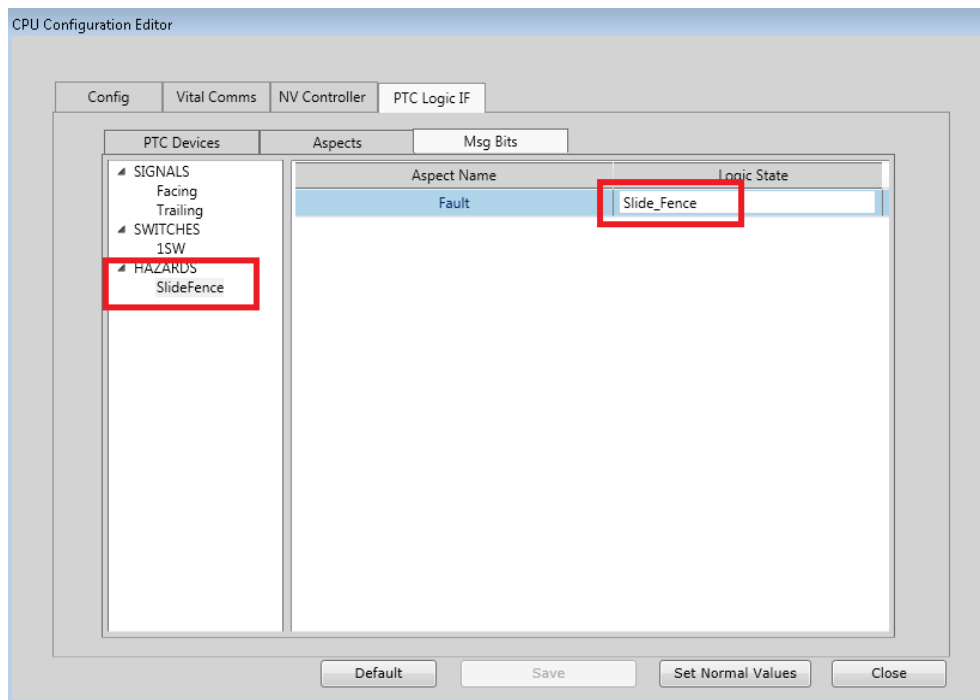 CPU Configuration Editor
Config Vital Comms NV Controller PTC Logic IF
PTC Devices Aspects Msg Bits
SIGNALS
Facing
Trailing
SWITCHES
1SW
HAZARDS
SlideFence
Aspect Name Logic State
Fault Slide_Fence
Default Save Set Normal Values Close